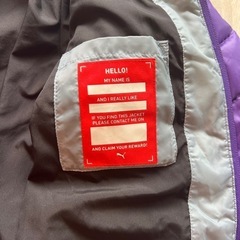 HELLO!
MY NAME IS
AND I REALLY LIKE
IF YOU FIND THIS JACKET
PLEASE CONTACT ME ON
AND CLAIM YOUR REWARD!